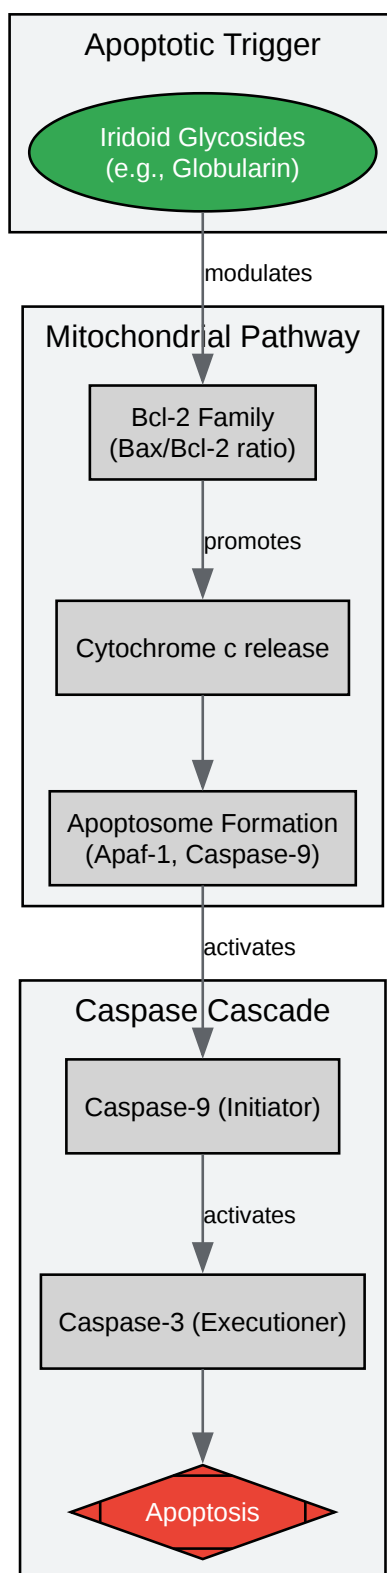 Apoptotic Trigger
Iridoid Glycosides
(e.g., Globularin)
modulates
Mitochondrial Pathway
Bcl-2 Family
(Bax/Bcl-2 ratio)
promotes
Cytochrome c release
Apoptosome Formation
(Apaf-1, Caspase-9)
activates
Caspase Cascade
Caspase-9 (Initiator)
activates
Caspase-3 (Executioner)
Apoptosis